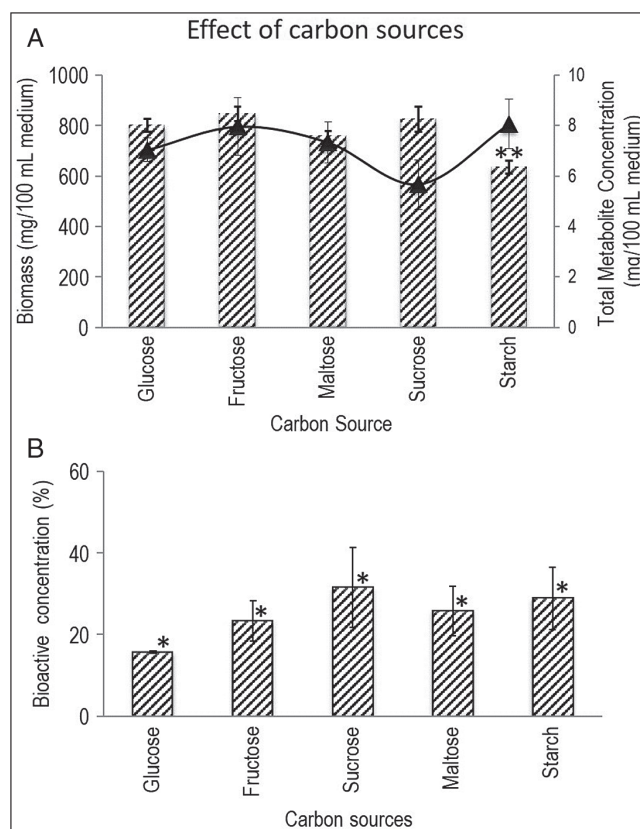 Effect of carbon sources
A
Biomass (mg/100 mL medium)
1000
800
600
400
200
0
10
8
6
4
2
0
Total Metabolite Concentration
(mg/100 mL medium)
**
Glucose
Fructose
Maltose
Sucrose
Starch
Carbon Source
B
Bioactive concentration (%)
60
40
20
0
*
*
*
*
*
Glucose
Fructose
Sucrose
Maltose
Starch
Carbon sources